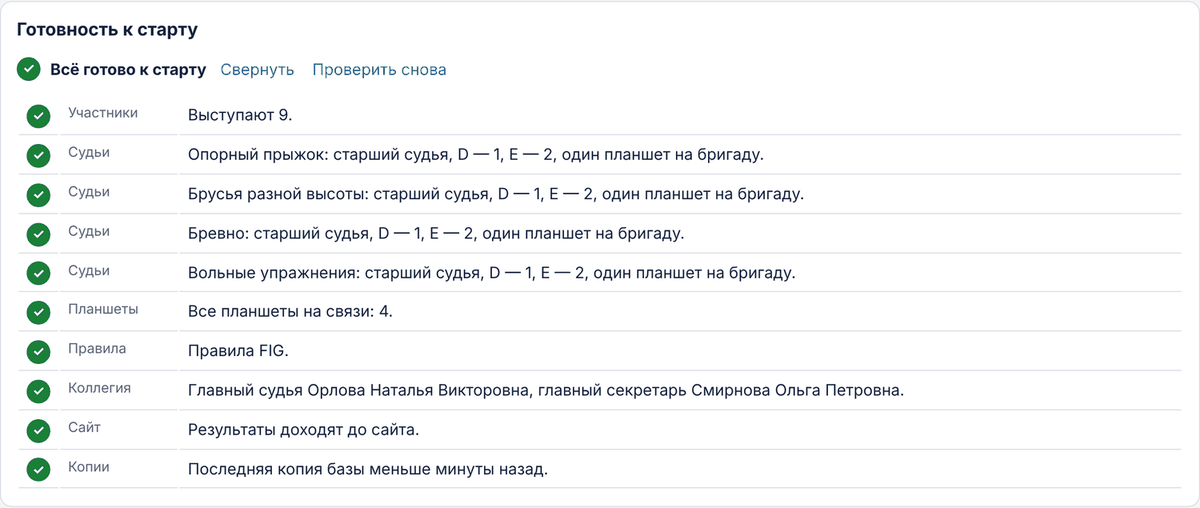 Готовность к старту
Всё готово к старту Свернуть Проверить снова
Участники Выступают 9.
Судьи Опорный прыжок: старший судья, D — 1, E — 2, один планшет на бригаду.
Судьи Брусья разной высоты: старший судья, D — 1, E — 2, один планшет на бригаду.
Судьи Бревно: старший судья, D — 1, E — 2, один планшет на бригаду.
Судьи Вольные упражнения: старший судья, D — 1, E — 2, один планшет на бригаду.
Планшеты Все планшеты на связи: 4.
Правила Правила FIG.
Коллегия Главный судья Орлова Наталья Викторовна, главный секретарь Смирнова Ольга Петровна.
Сайт Результаты доходят до сайта.
Копии Последняя копия базы меньше минуты назад.